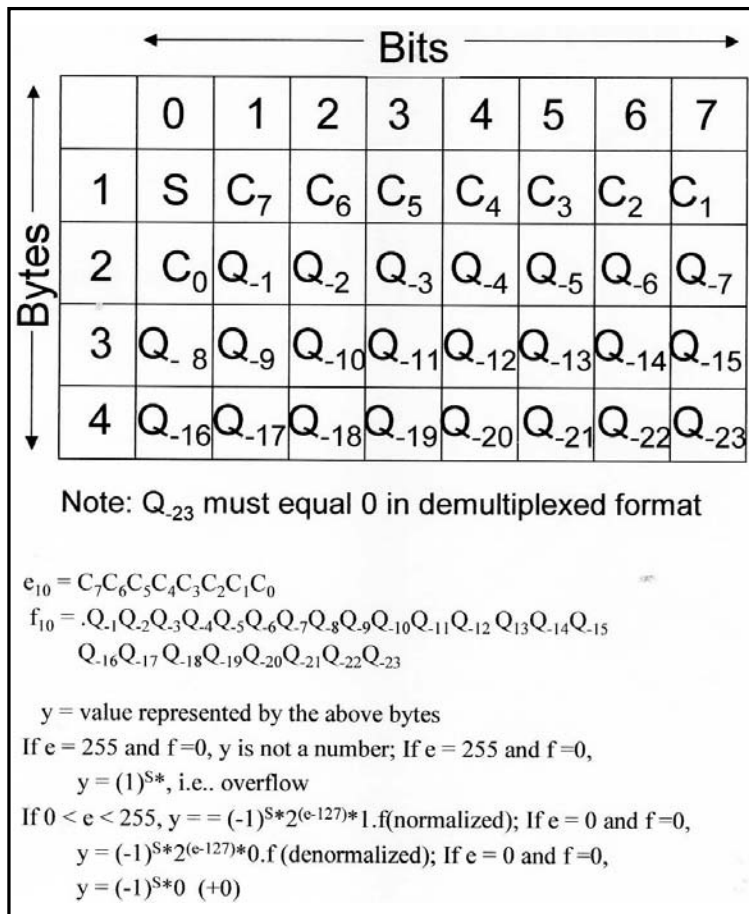 Bits
Bytes
0 1 2 3 4 5 6 7
1 S C₇ C₆ C₅ C₄ C₃ C₂ C₁
2 C₀ Q₋₁ Q₋₂ Q₋₃ Q₋₄ Q₋₅ Q₋₆ Q₋₇
3 Q₋ ₈ Q₋₉ Q₋₁₀ Q₋₁₁ Q₋₁₂ Q₋₁₃ Q₋₁₄ Q₋₁₅
4 Q₋₁₆ Q₋₁₇ Q₋₁₈ Q₋₁₉ Q₋₂₀ Q₋₂₁ Q₋₂₂ Q₋₂₃
Note: Q₋₂₃ must equal 0 in demultiplexed format
e₁₀ = C₇C₆C₅C₄C₃C₂C₁C₀
f₁₀ = .Q₋₁Q₋₂Q₋₃Q₋₄Q₋₅Q₋₆Q₋₇Q₋₈Q₋₉Q₋₁₀Q₋₁₁Q₋₁₂ Q₁₃Q₋₁₄Q₋₁₅
Q₋₁₆Q₋₁₇ Q₋₁₈Q₋₁₉Q₋₂₀Q₋₂₁Q₋₂₂Q₋₂₃
y = value represented by the above bytes
If e = 255 and f =0, y is not a number; If e = 255 and f =0,
y = (1)^S*, i.e.. overflow
If 0 < e < 255, y = = (-1)^S*2^(e-127)*1.f(normalized); If e = 0 and f =0,
y = (-1)^S*2^(e-127)*0.f (denormalized); If e = 0 and f =0,
y = (-1)^S*0 (+0)